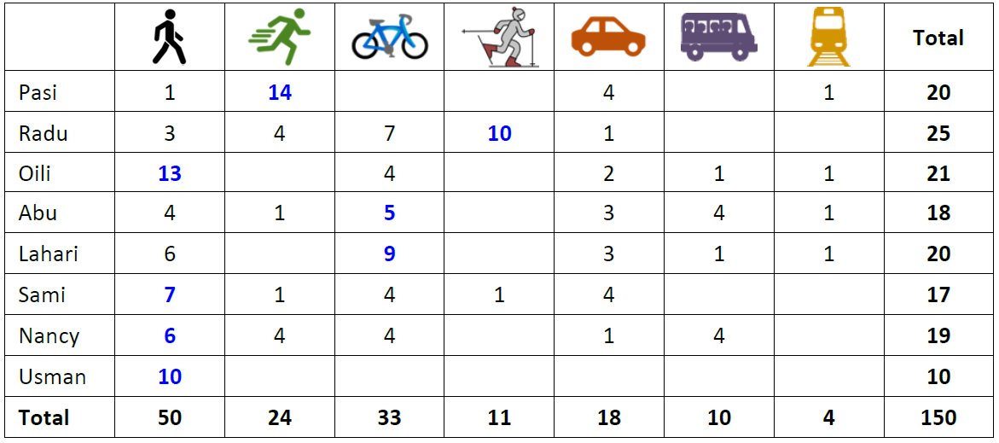 Total
Pasi 1 14 4 1 20
Radu 3 4 7 10 1 25
Oili 13 4 2 1 1 21
Abu 4 1 5 3 4 1 18
Lahari 6 9 3 1 1 20
Sami 7 1 4 1 4 17
Nancy 6 4 4 1 4 19
Usman 10 10
Total 50 24 33 11 18 10 4 150